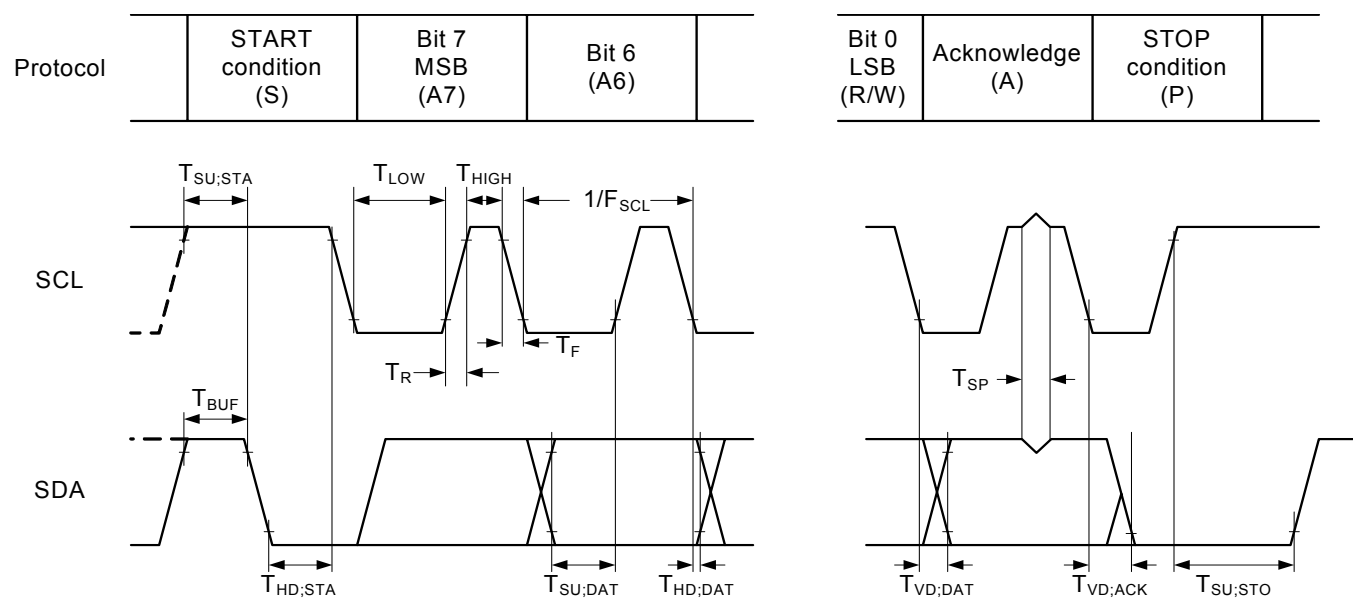 Protocol
START
condition
(S)
Bit 7
MSB
(A7)
Bit 6
(A6)
Bit 0
LSB
(R/W)
Acknowledge
(A)
STOP
condition
(P)
TSU;STA
TLOW
THIGH
1/FSCL
SCL
TF
TR
TSP
TBUF
SDA
THD;STA
TSU;DAT
THD;DAT
TVD;DAT
TVD;ACK
TSU;STO